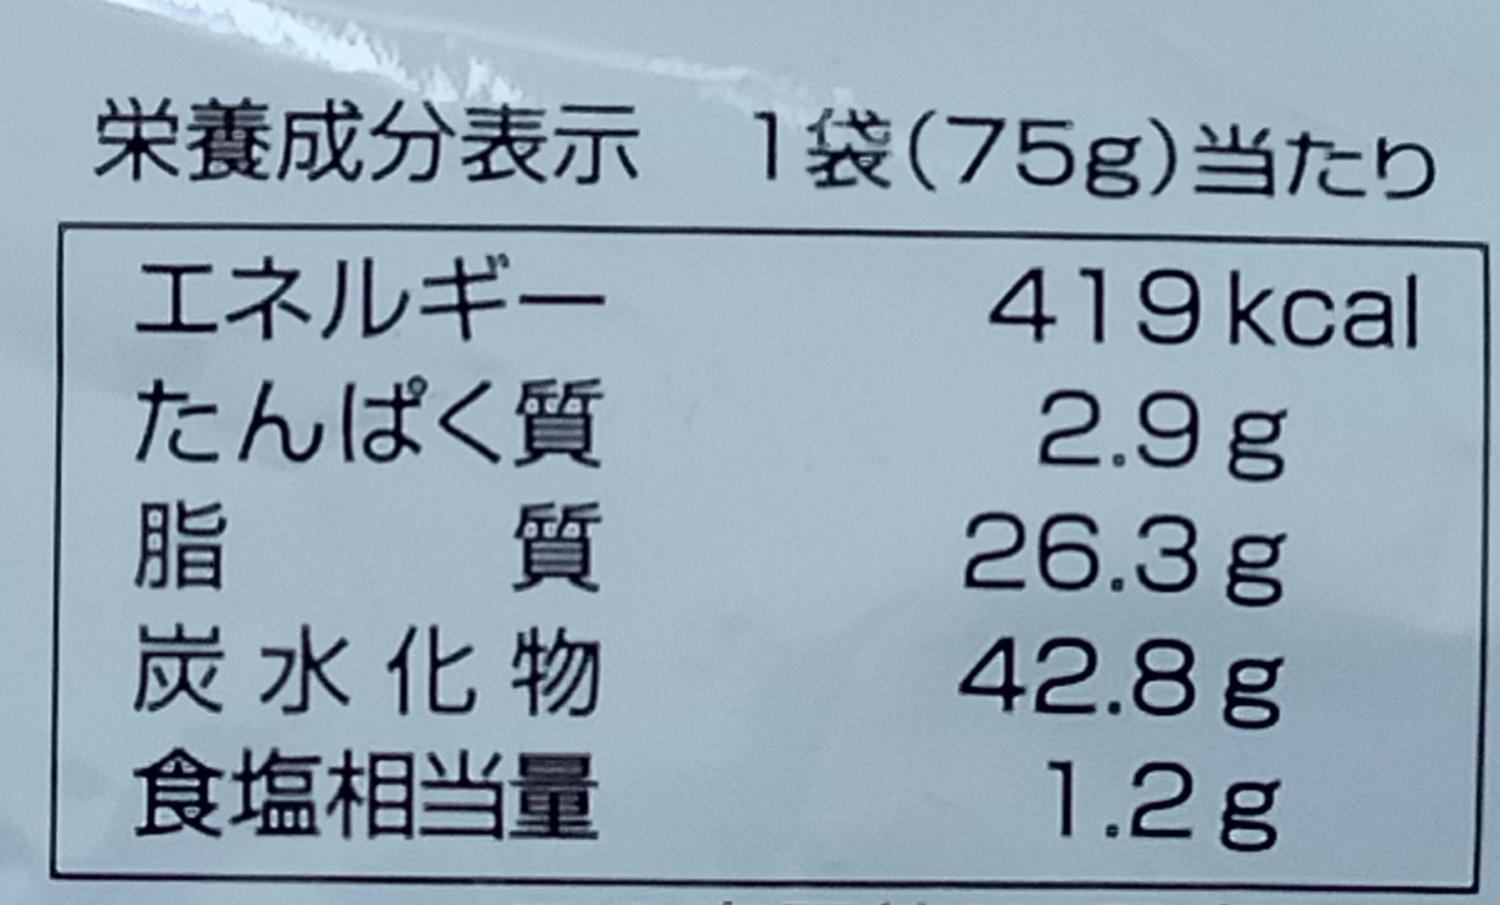 栄養成分表示　1袋(75g)当たり
エネルギー 419kcal
たんぱく質 2.9g
脂質 26.3g
炭水化物 42.8g
食塩相当量 1.2g